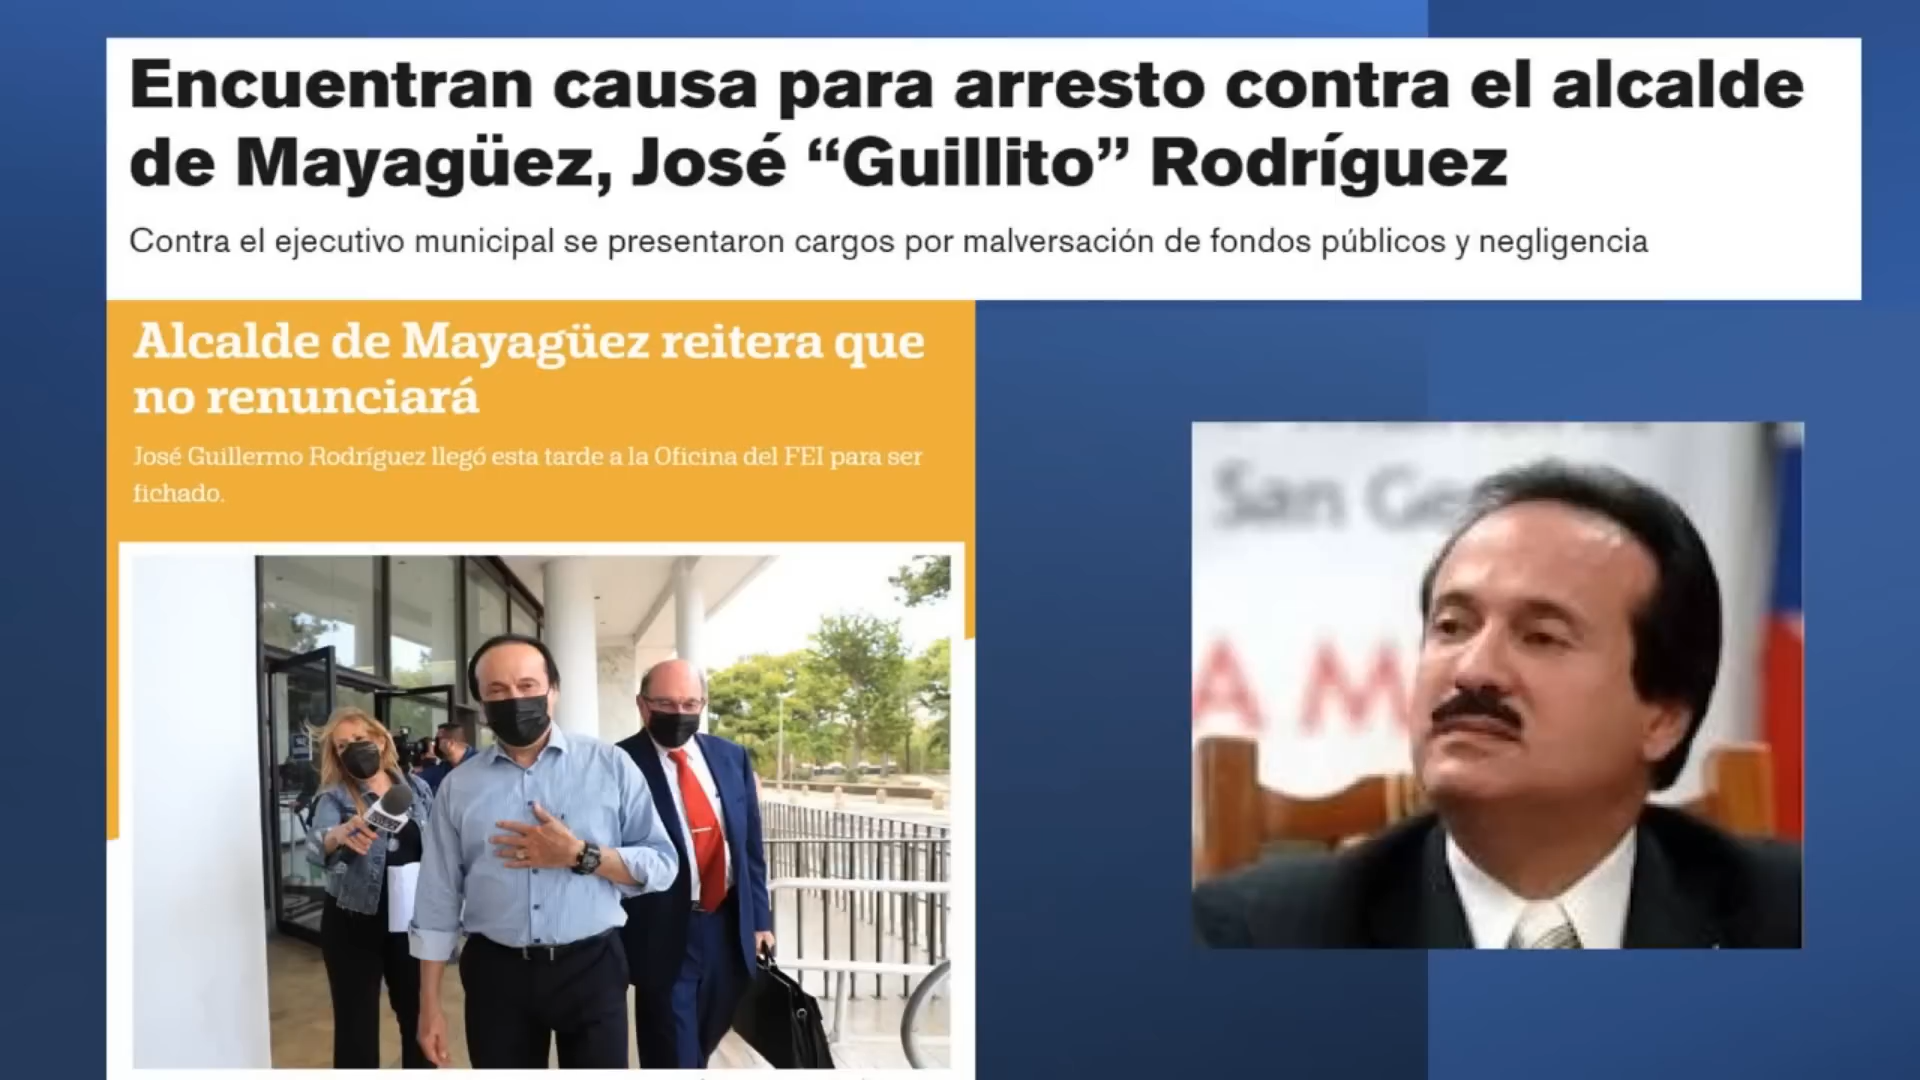 Encuentran causa para arresto contra el alcalde
de Mayagüez, José “Guillito” Rodríguez
Contra el ejecutivo municipal se presentaron cargos por malversación de fondos públicos y negligencia
Alcalde de Mayagüez reitera que
no renunciará
José Guillermo Rodríguez llegó esta tarde a la Oficina del FEI para ser
fichado.
San Ge
A M